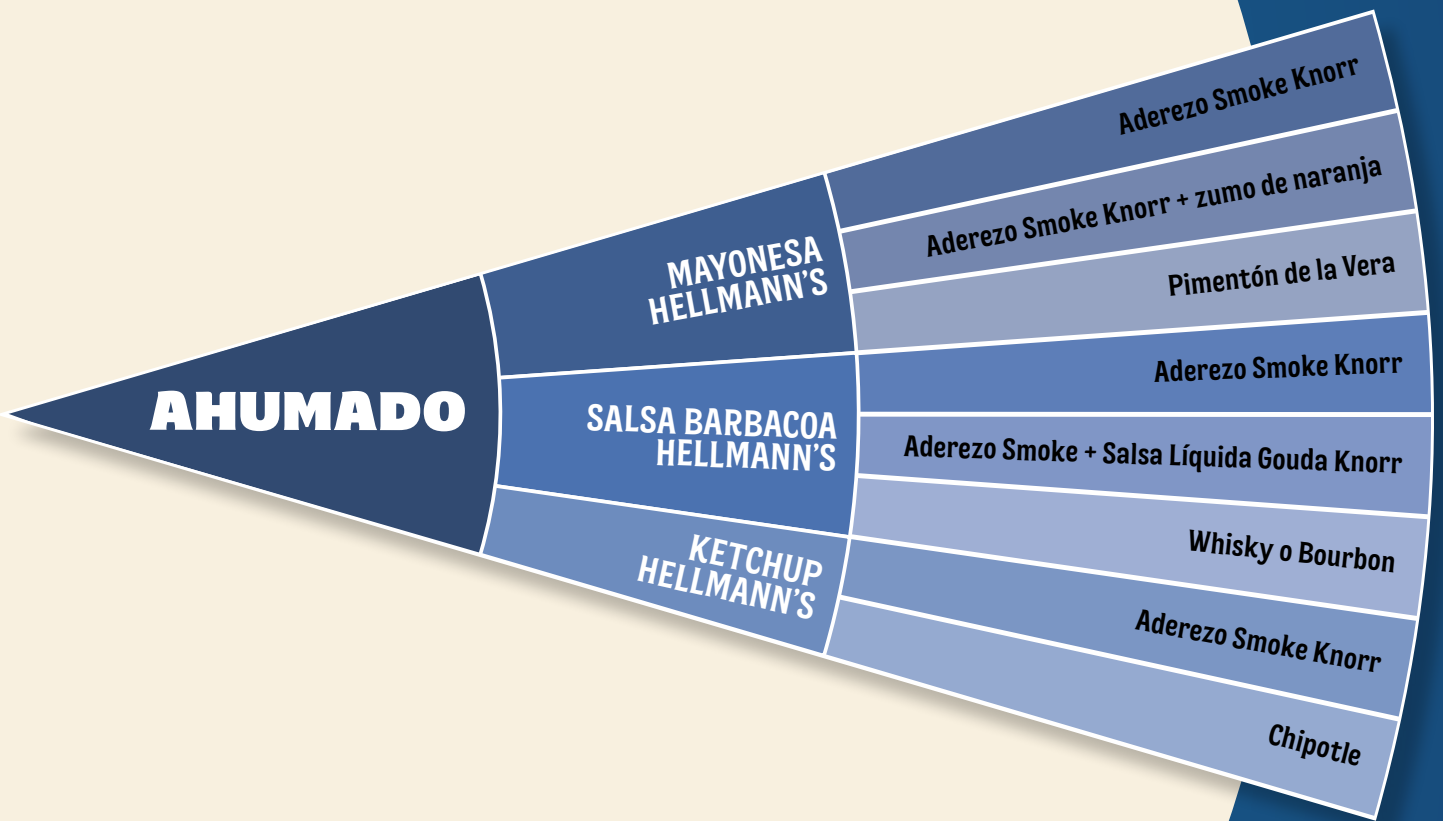 AHUMADO
MAYONESA
HELLMANN'S
Aderezo Smoke Knorr
Aderezo Smoke Knorr + zumo de naranja
Pimentón de la Vera
SALSA BARBACOA
HELLMANN'S
Aderezo Smoke Knorr
Aderezo Smoke + Salsa Líquida Gouda Knorr
Whisky o Bourbon
KETCHUP
HELLMANN'S
Aderezo Smoke Knorr
Chipotle